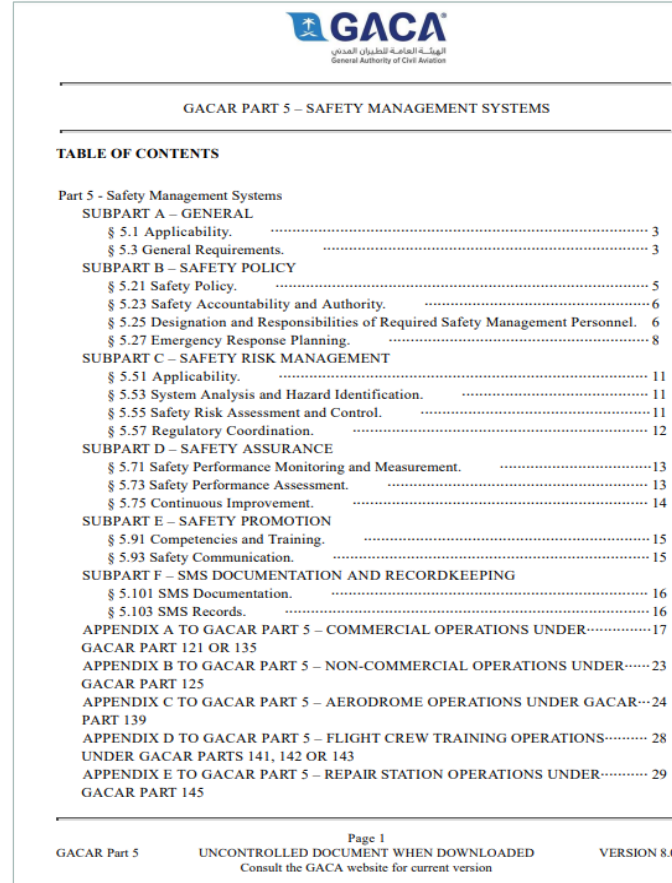 GACA
الهيئة العامة للطيران المدني
General Authority of Civil Aviation
GACAR PART 5 – SAFETY MANAGEMENT SYSTEMS
TABLE OF CONTENTS
Part 5 - Safety Management Systems
SUBPART A – GENERAL
§ 5.1 Applicability. 3
§ 5.3 General Requirements. 3
SUBPART B – SAFETY POLICY
§ 5.21 Safety Policy. 5
§ 5.23 Safety Accountability and Authority. 6
§ 5.25 Designation and Responsibilities of Required Safety Management Personnel. 6
§ 5.27 Emergency Response Planning. 8
SUBPART C – SAFETY RISK MANAGEMENT
§ 5.51 Applicability. 11
§ 5.53 System Analysis and Hazard Identification. 11
§ 5.55 Safety Risk Assessment and Control. 11
§ 5.57 Regulatory Coordination. 12
SUBPART D – SAFETY ASSURANCE
§ 5.71 Safety Performance Monitoring and Measurement. 13
§ 5.73 Safety Performance Assessment. 13
§ 5.75 Continuous Improvement. 14
SUBPART E – SAFETY PROMOTION
§ 5.91 Competencies and Training. 15
§ 5.93 Safety Communication. 15
SUBPART F – SMS DOCUMENTATION AND RECORDKEEPING
§ 5.101 SMS Documentation. 16
§ 5.103 SMS Records. 16
APPENDIX A TO GACAR PART 5 – COMMERCIAL OPERATIONS UNDER 17
GACAR PART 121 OR 135
APPENDIX B TO GACAR PART 5 – NON-COMMERCIAL OPERATIONS UNDER 23
GACAR PART 125
APPENDIX C TO GACAR PART 5 – AERODROME OPERATIONS UNDER GACAR 24
PART 139
APPENDIX D TO GACAR PART 5 – FLIGHT CREW TRAINING OPERATIONS 28
UNDER GACAR PARTS 141, 142 OR 143
APPENDIX E TO GACAR PART 5 – REPAIR STATION OPERATIONS UNDER 29
GACAR PART 145
Page 1
GACAR Part 5 UNCONTROLLED DOCUMENT WHEN DOWNLOADED VERSION 8.
Consult the GACA website for current version